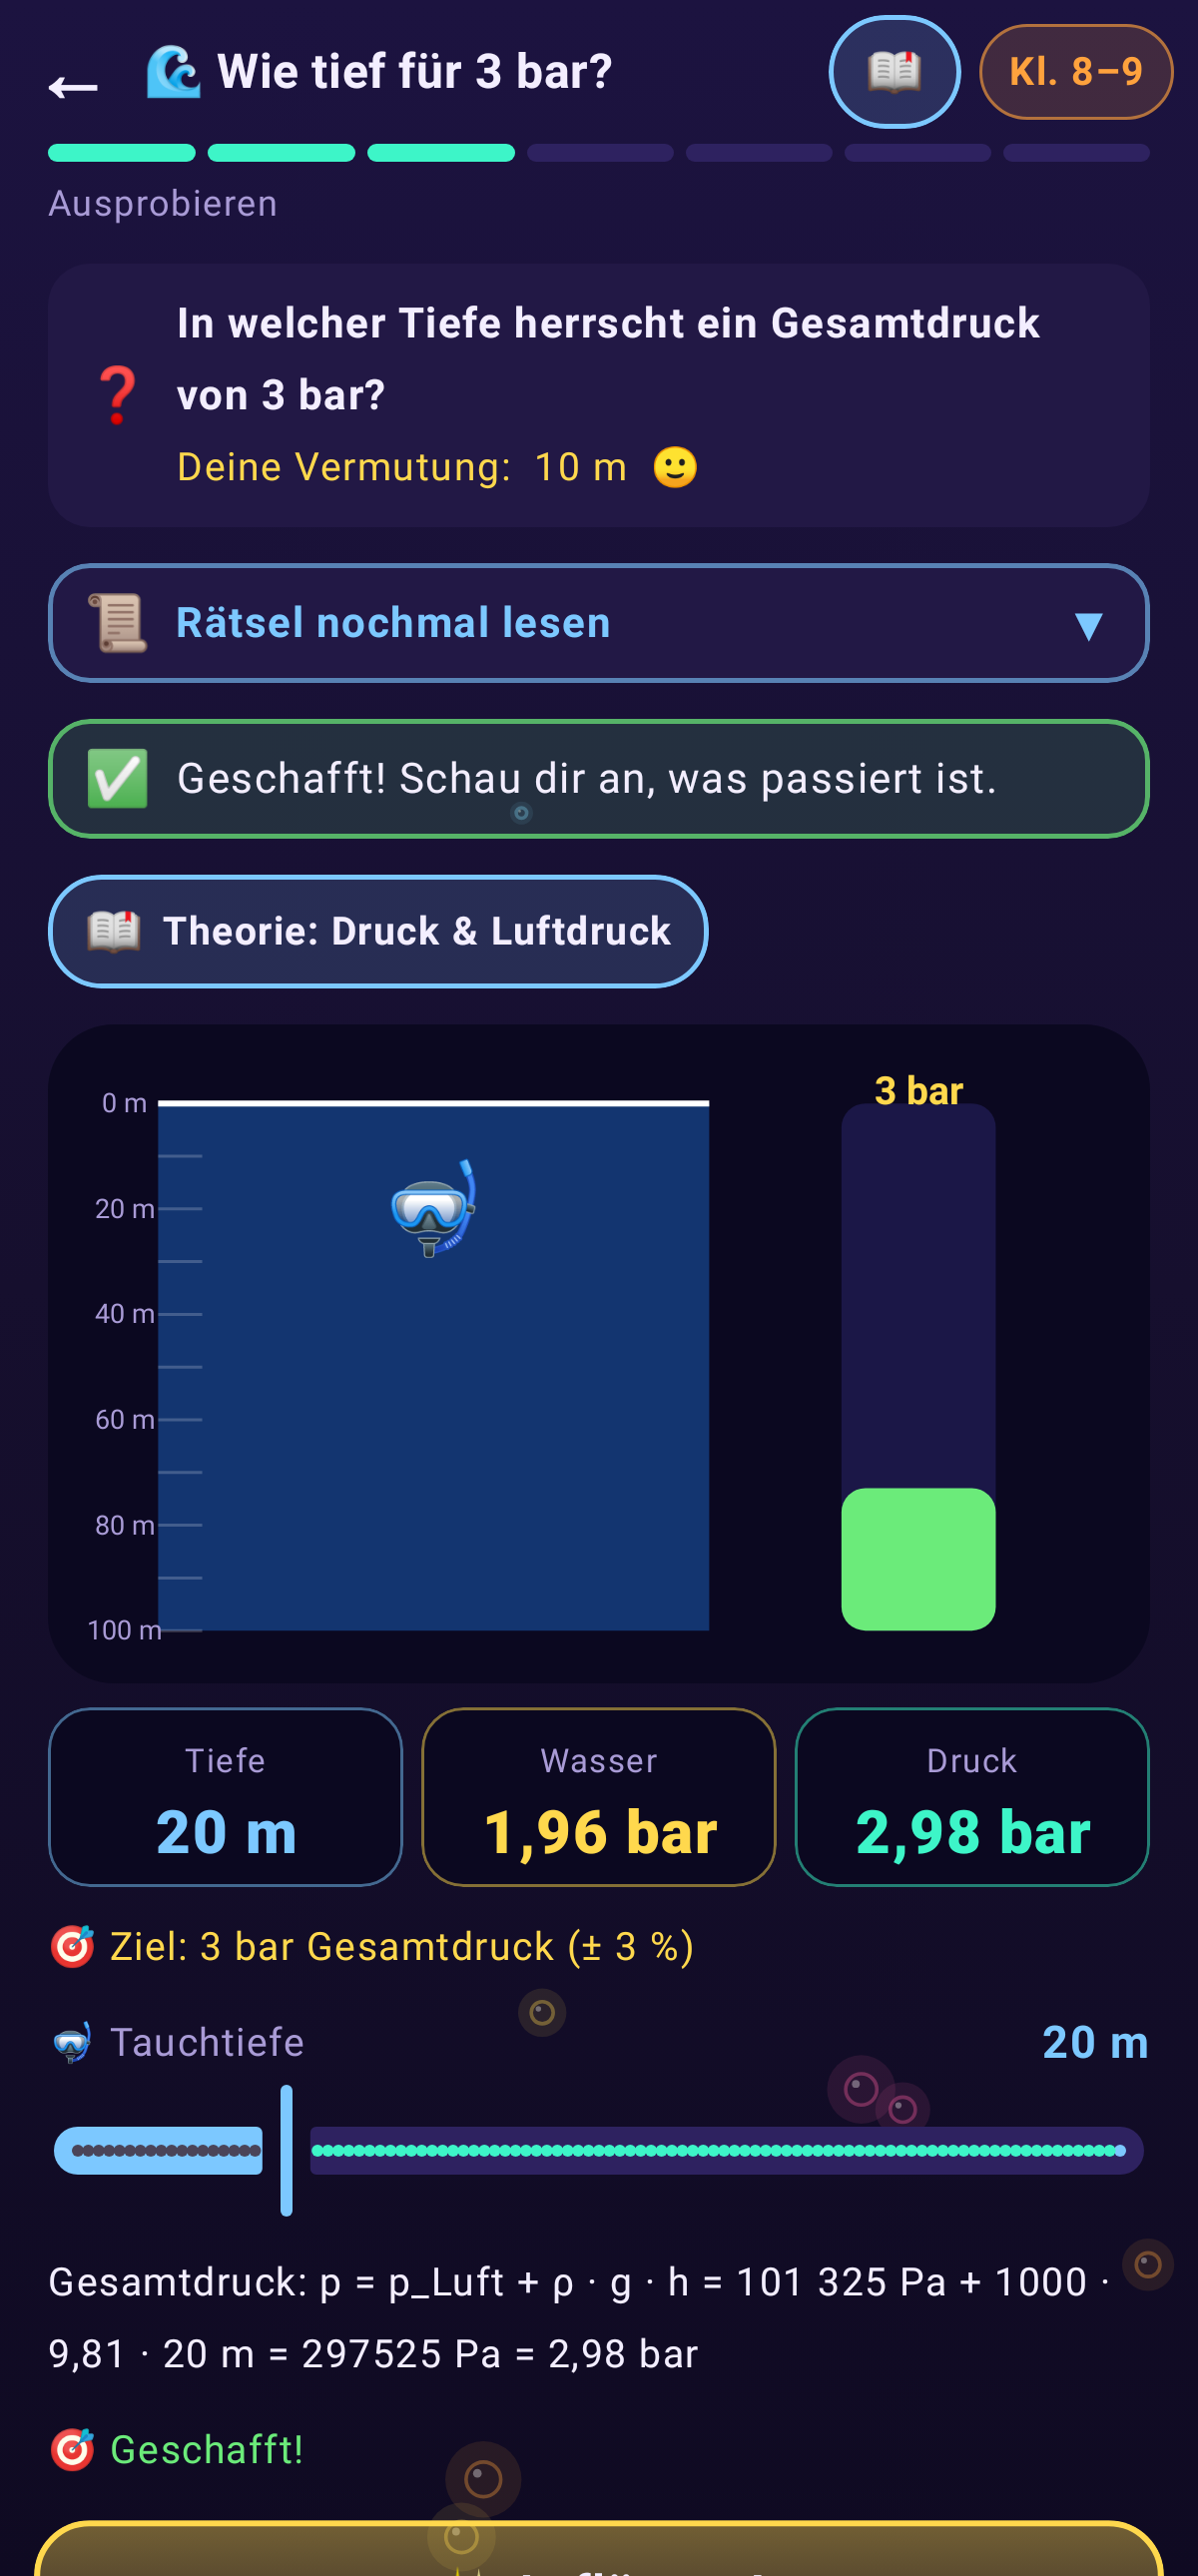 ← 🌊 Wie tief für 3 bar? 📖 Kl. 8–9
Ausprobieren
In welcher Tiefe herrscht ein Gesamtdruck
von 3 bar?
❓
Deine Vermutung: 10 m 🙂
📜 Rätsel nochmal lesen ▼
✅ Geschafft! Schau dir an, was passiert ist.
📖 Theorie: Druck & Luftdruck
3 bar
0 m
20 m
40 m
60 m
80 m
100 m
Tiefe
20 m
Wasser
1,96 bar
Druck
2,98 bar
🎯 Ziel: 3 bar Gesamtdruck (± 3 %)
🤿 Tauchtiefe 20 m
Gesamtdruck: p = p_Luft + ρ · g · h = 101 325 Pa + 1000 ·
9,81 · 20 m = 297525 Pa = 2,98 bar
🎯 Geschafft!